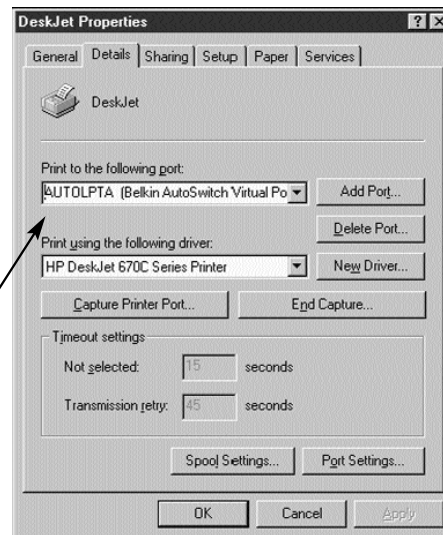 DeskJet Properties
General Details Sharing Setup Paper Services
DeskJet
Print to the following port:
AUTOLPTA (Belkin AutoSwitch Virtual Po Add Port...
Delete Port...
Print using the following driver:
HP DeskJet 670C Series Printer New Driver...
Capture Printer Port... End Capture...
Timeout settings
Not selected: 15 seconds
Transmission retry: 45 seconds
Spool Settings... Port Settings...
OK Cancel Apply